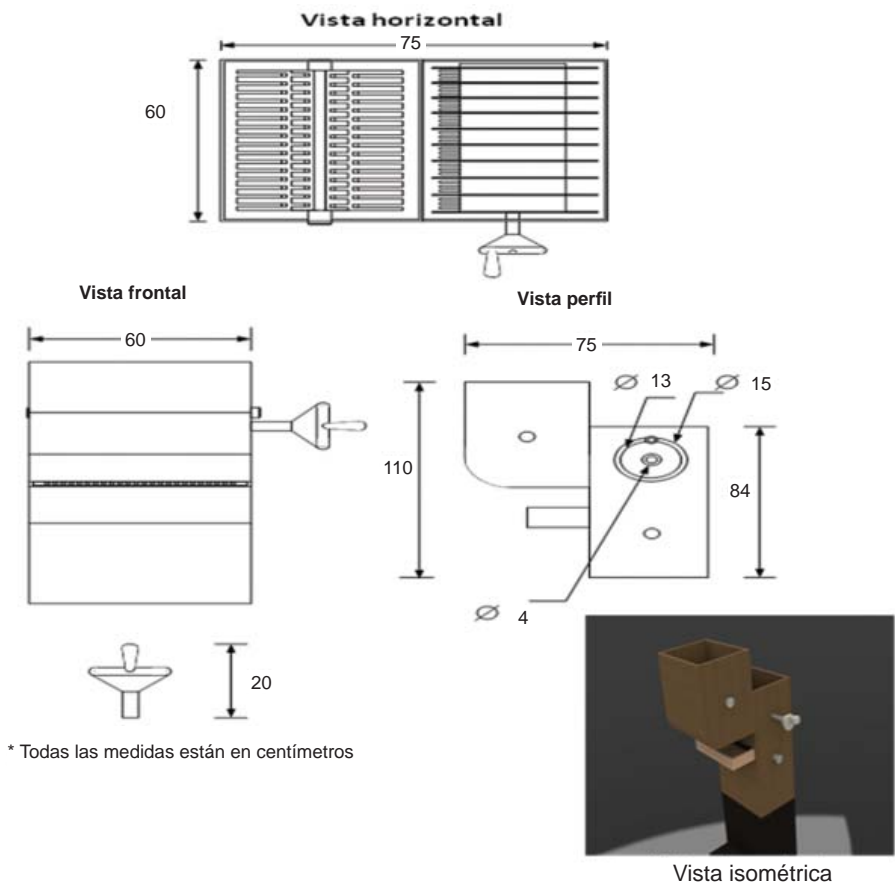 Vista horizontal
75
60
Vista frontal
60
Vista perfil
75
∅ 13
∅ 15
110
84
∅ 4
20
* Todas las medidas están en centímetros
Vista isométrica